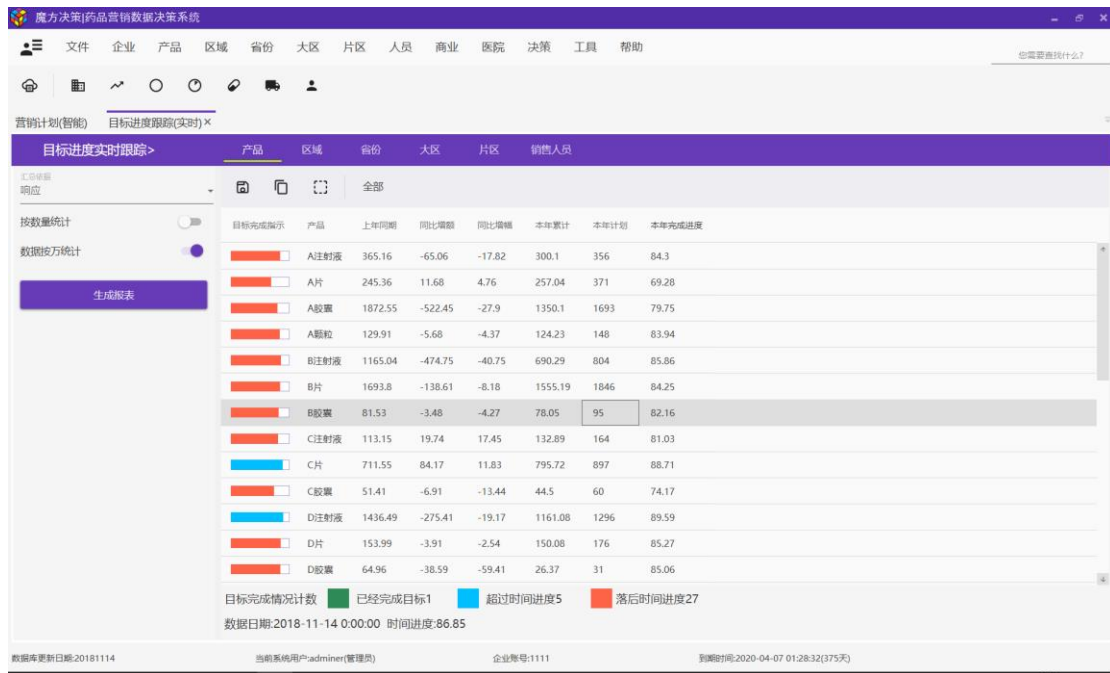 魔方决策|药品营销数据决策系统
文件 企业 产品 区域 省份 大区 片区 人员 商业 医院 决策 工具 帮助
您需要查找什么?
营销计划(智能) 目标进度跟踪(实时)×
目标进度实时跟踪> 产品 区域 省份 大区 片区 销售人员
汇总依据
响应
全部
按数量统计
数据按万统计
生成报表
目标完成指示 产品 上年同期 同比增额 同比增幅 本年累计 本年计划 本年完成进度
A注射液 365.16 -65.06 -17.82 300.1 356 84.3
A片 245.36 11.68 4.76 257.04 371 69.28
A胶囊 1872.55 -522.45 -27.9 1350.1 1693 79.75
A颗粒 129.91 -5.68 -4.37 124.23 148 83.94
B注射液 1165.04 -474.75 -40.75 690.29 804 85.86
B片 1693.8 -138.61 -8.18 1555.19 1846 84.25
B胶囊 81.53 -3.48 -4.27 78.05 95 82.16
C注射液 113.15 19.74 17.45 132.89 164 81.03
C片 711.55 84.17 11.83 795.72 897 88.71
C胶囊 51.41 -6.91 -13.44 44.5 60 74.17
D注射液 1436.49 -275.41 -19.17 1161.08 1296 89.59
D片 153.99 -3.91 -2.54 150.08 176 85.27
D胶囊 64.96 -38.59 -59.41 26.37 31 85.06
目标完成情况计数 已经完成目标1 超过时间进度5 落后时间进度27
数据日期:2018-11-14 0:00:00 时间进度:86.85
数据库更新日期:20181114 当前系统用户:adminer(管理员) 企业账号:1111 到期时间:2020-04-07 01:28:32(375天)